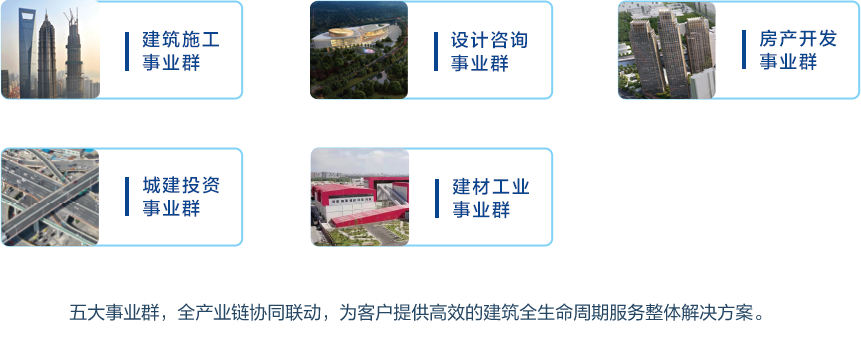 建筑施工
事业群
设计咨询
事业群
房产开发
事业群
城建投资
事业群
建材工业
事业群
五大事业群，全产业链协同联动，为客户提供高效的建筑全生命周期服务整体解决方案。